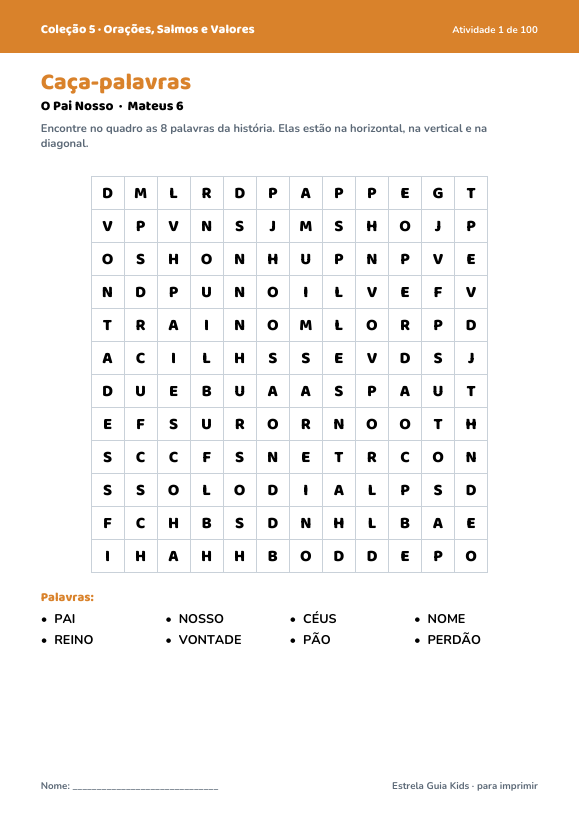 Coleção 5 · Orações, Salmos e Valores
Atividade 1 de 100
Caça-palavras
O Pai Nosso · Mateus 6
Encontre no quadro as 8 palavras da história. Elas estão na horizontal, na vertical e na
diagonal.
D M L R D P A P P E G T
V P V N S J M S H O J P
O S H O N H U P N P V E
N D P U N O I L V E F V
T R A I N O M L O R P D
A C I L H S S E V D S J
D U E B U A A S P A U T
E F S U R O R N O O T H
S C C F S N E T R C O N
S S O L O D I A L P S D
F C H B S D N H L B A E
I H A H H B O D D E P O
Palavras:
• PAI • NOSSO • CÉUS • NOME
• REINO • VONTADE • PÃO • PERDÃO
Nome: ______________________________
Estrela Guia Kids · para imprimir